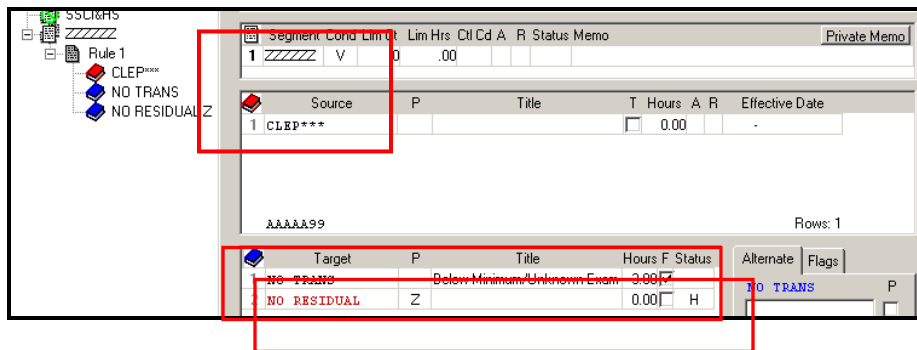 SSCI&HS
ZZZZZZ
Rule 1
CLEP***
NO TRANS
NO RESIDUAL Z
Segment Cond Lim Ct Lim Hrs Ctl Cd A R Status Memo
Private Memo
1 ZZZZZZ V 0 .00
Source P Title T Hours A R Effective Date
1 CLEP*** 0.00 -
AAAAA99 Rows: 1
Target P Title Hours F Status
Alternate Flags
1 NO TRANS Below Minimum/Unknown Exam 3.00
NO TRANS P
2 NO RESIDUAL Z 0.00 H